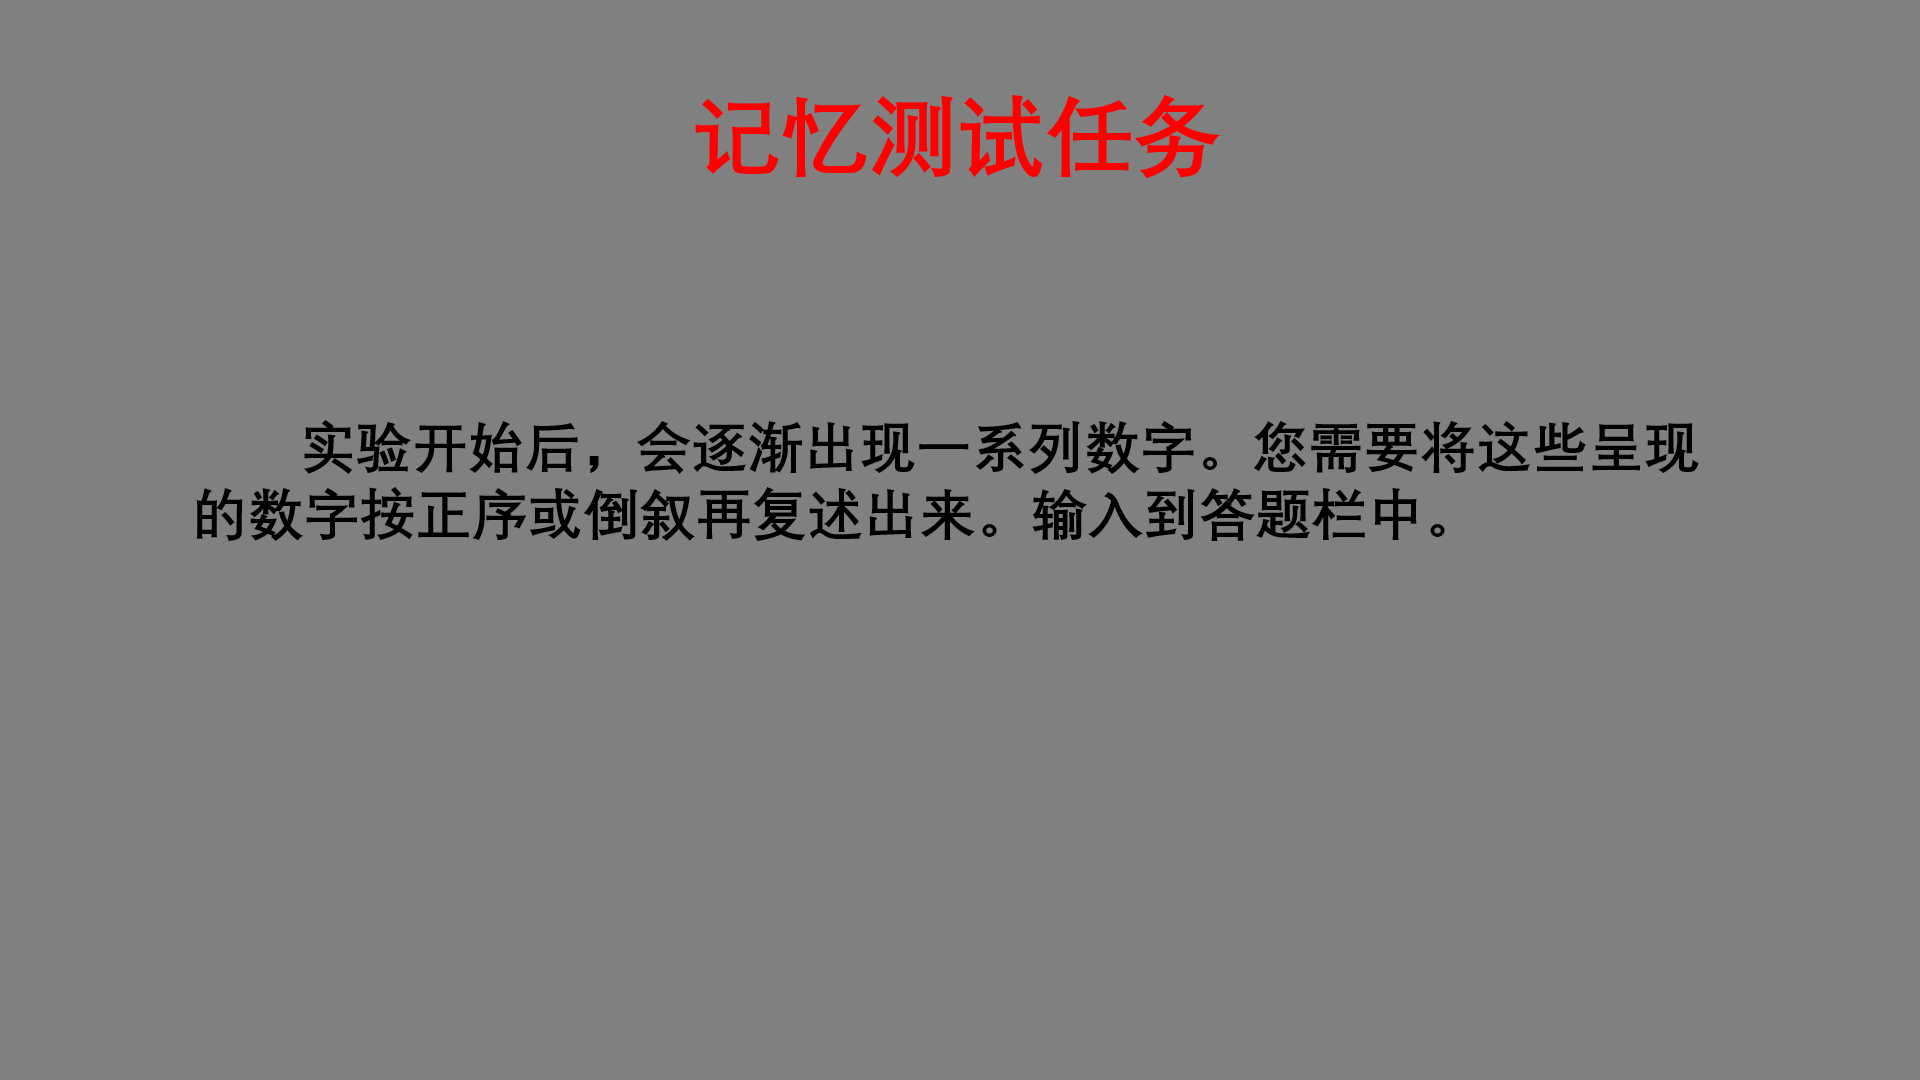 记忆测试任务
实验开始后，会逐渐出现一系列数字。您需要将这些呈现
的数字按正序或倒叙再复述出来。输入到答题栏中。